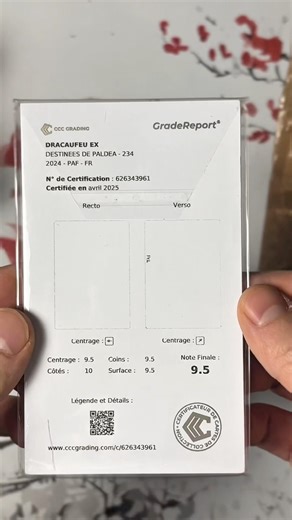 CCC GRADING
GradeReport®
DRACAUFEU EX
DESTINEES DE PALDEA - 234
2024 - PAF - FR
N° de Certification : 626343961
Certifiée en avril 2025
Recto Verso
Centrage : Centrage :
Centrage : 9.5 Coins : 9.5 Note Finale :
Côtés : 10 Surface : 9.5 9.5
Légende et Détails :
www.cccgrading.com/c/626343961
CERTIFICATEUR DE CARTES DE COLLECTION